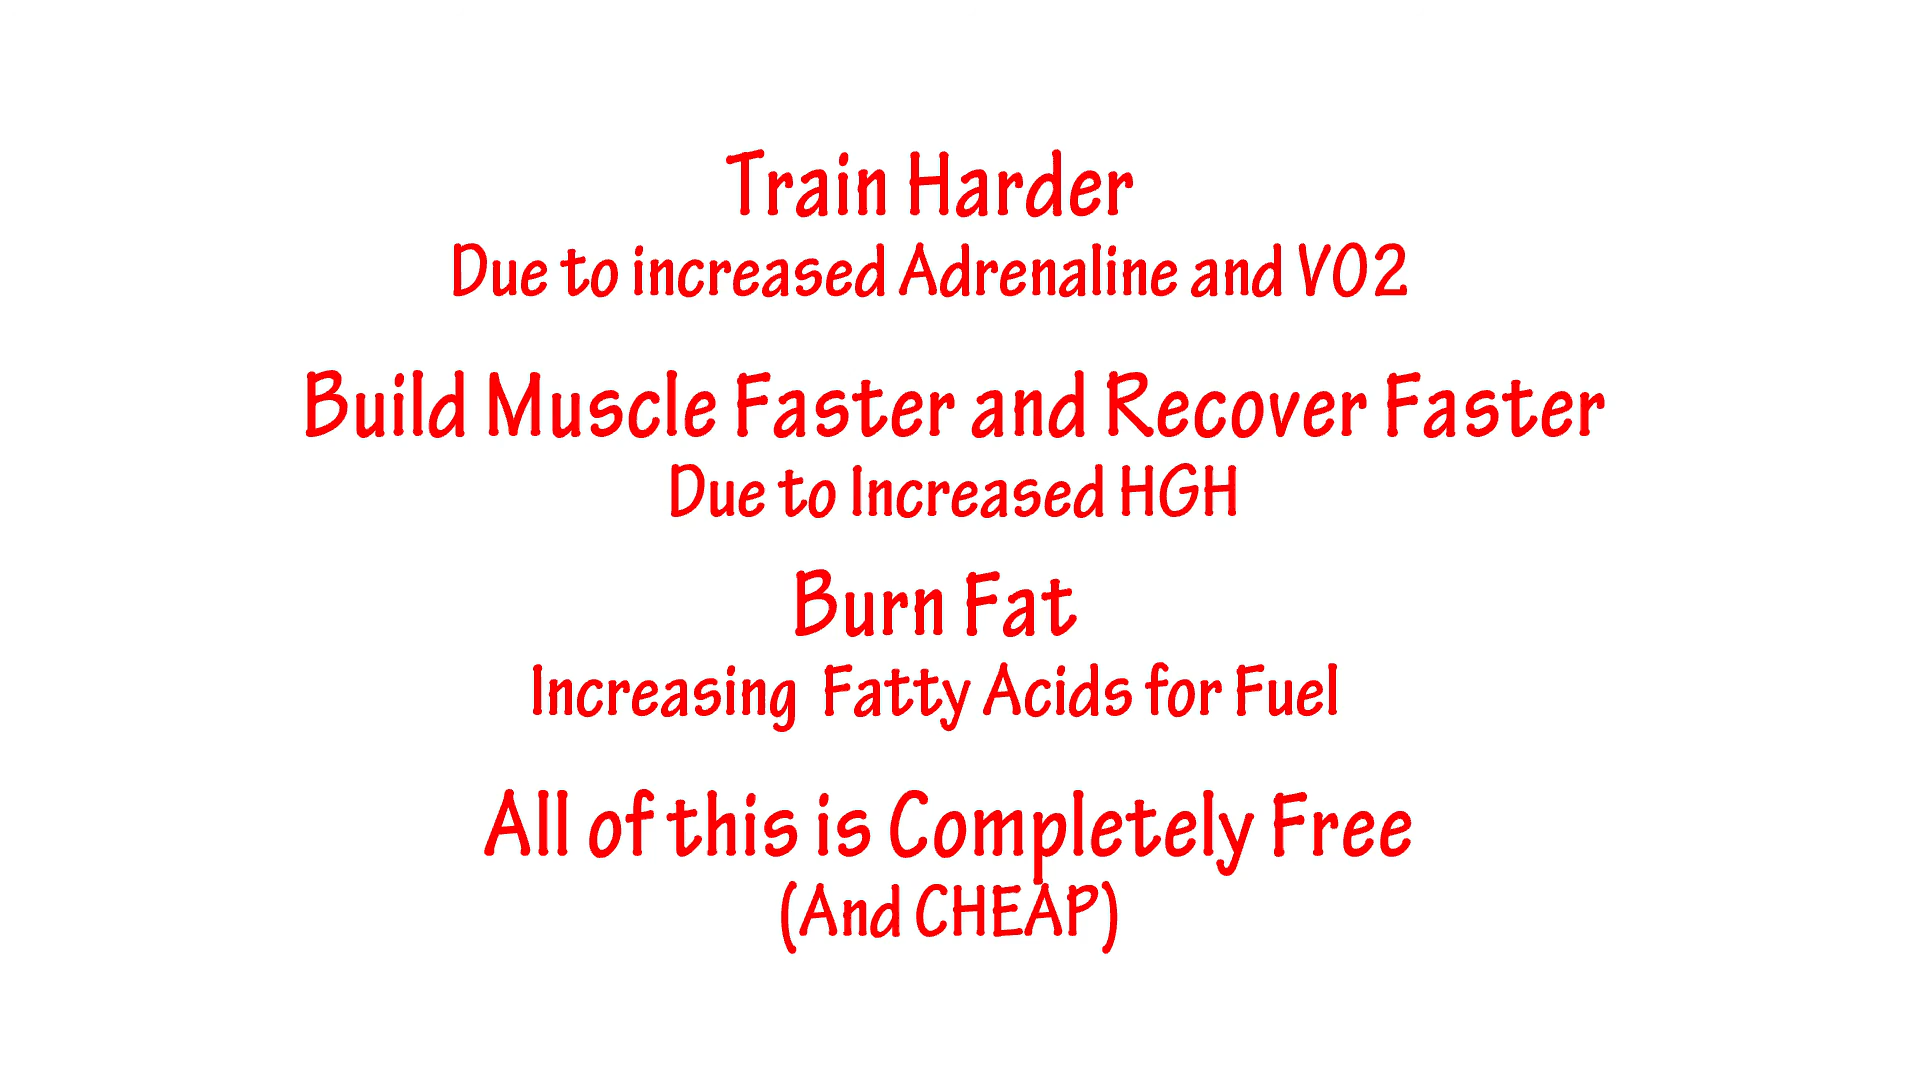 Train Harder
Due to increased Adrenaline and VO2
Build Muscle Faster and Recover Faster
Due to Increased HGH
Burn Fat
Increasing Fatty Acids for Fuel
All of this is Completely Free
(And CHEAP)